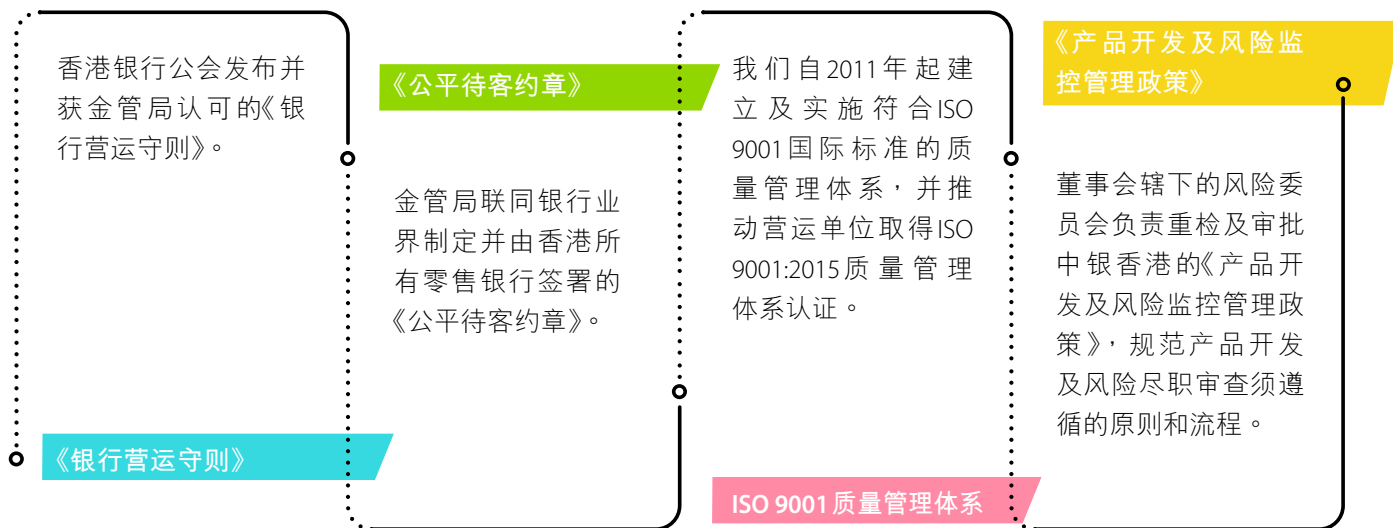 香港银行公会发布并
获金管局认可的《银
行营运守则》。
《银行营运守则》
《公平待客约章》
金管局联同银行业
界制定并由香港所
有零售银行签署的
《公平待客约章》。
我们自2011年起建
立及实施符合ISO
9001国际标准的质
量管理体系，并推
动营运单位取得ISO
9001:2015质量管理
体系认证。
ISO 9001质量管理体系
《产品开发及风险监
控管理政策》
董事会辖下的风险委
员会负责重检及审批
中银香港的《产品开
发及风险监控管理政
策》，规范产品开发
及风险尽职审查须遵
循的原则和流程。